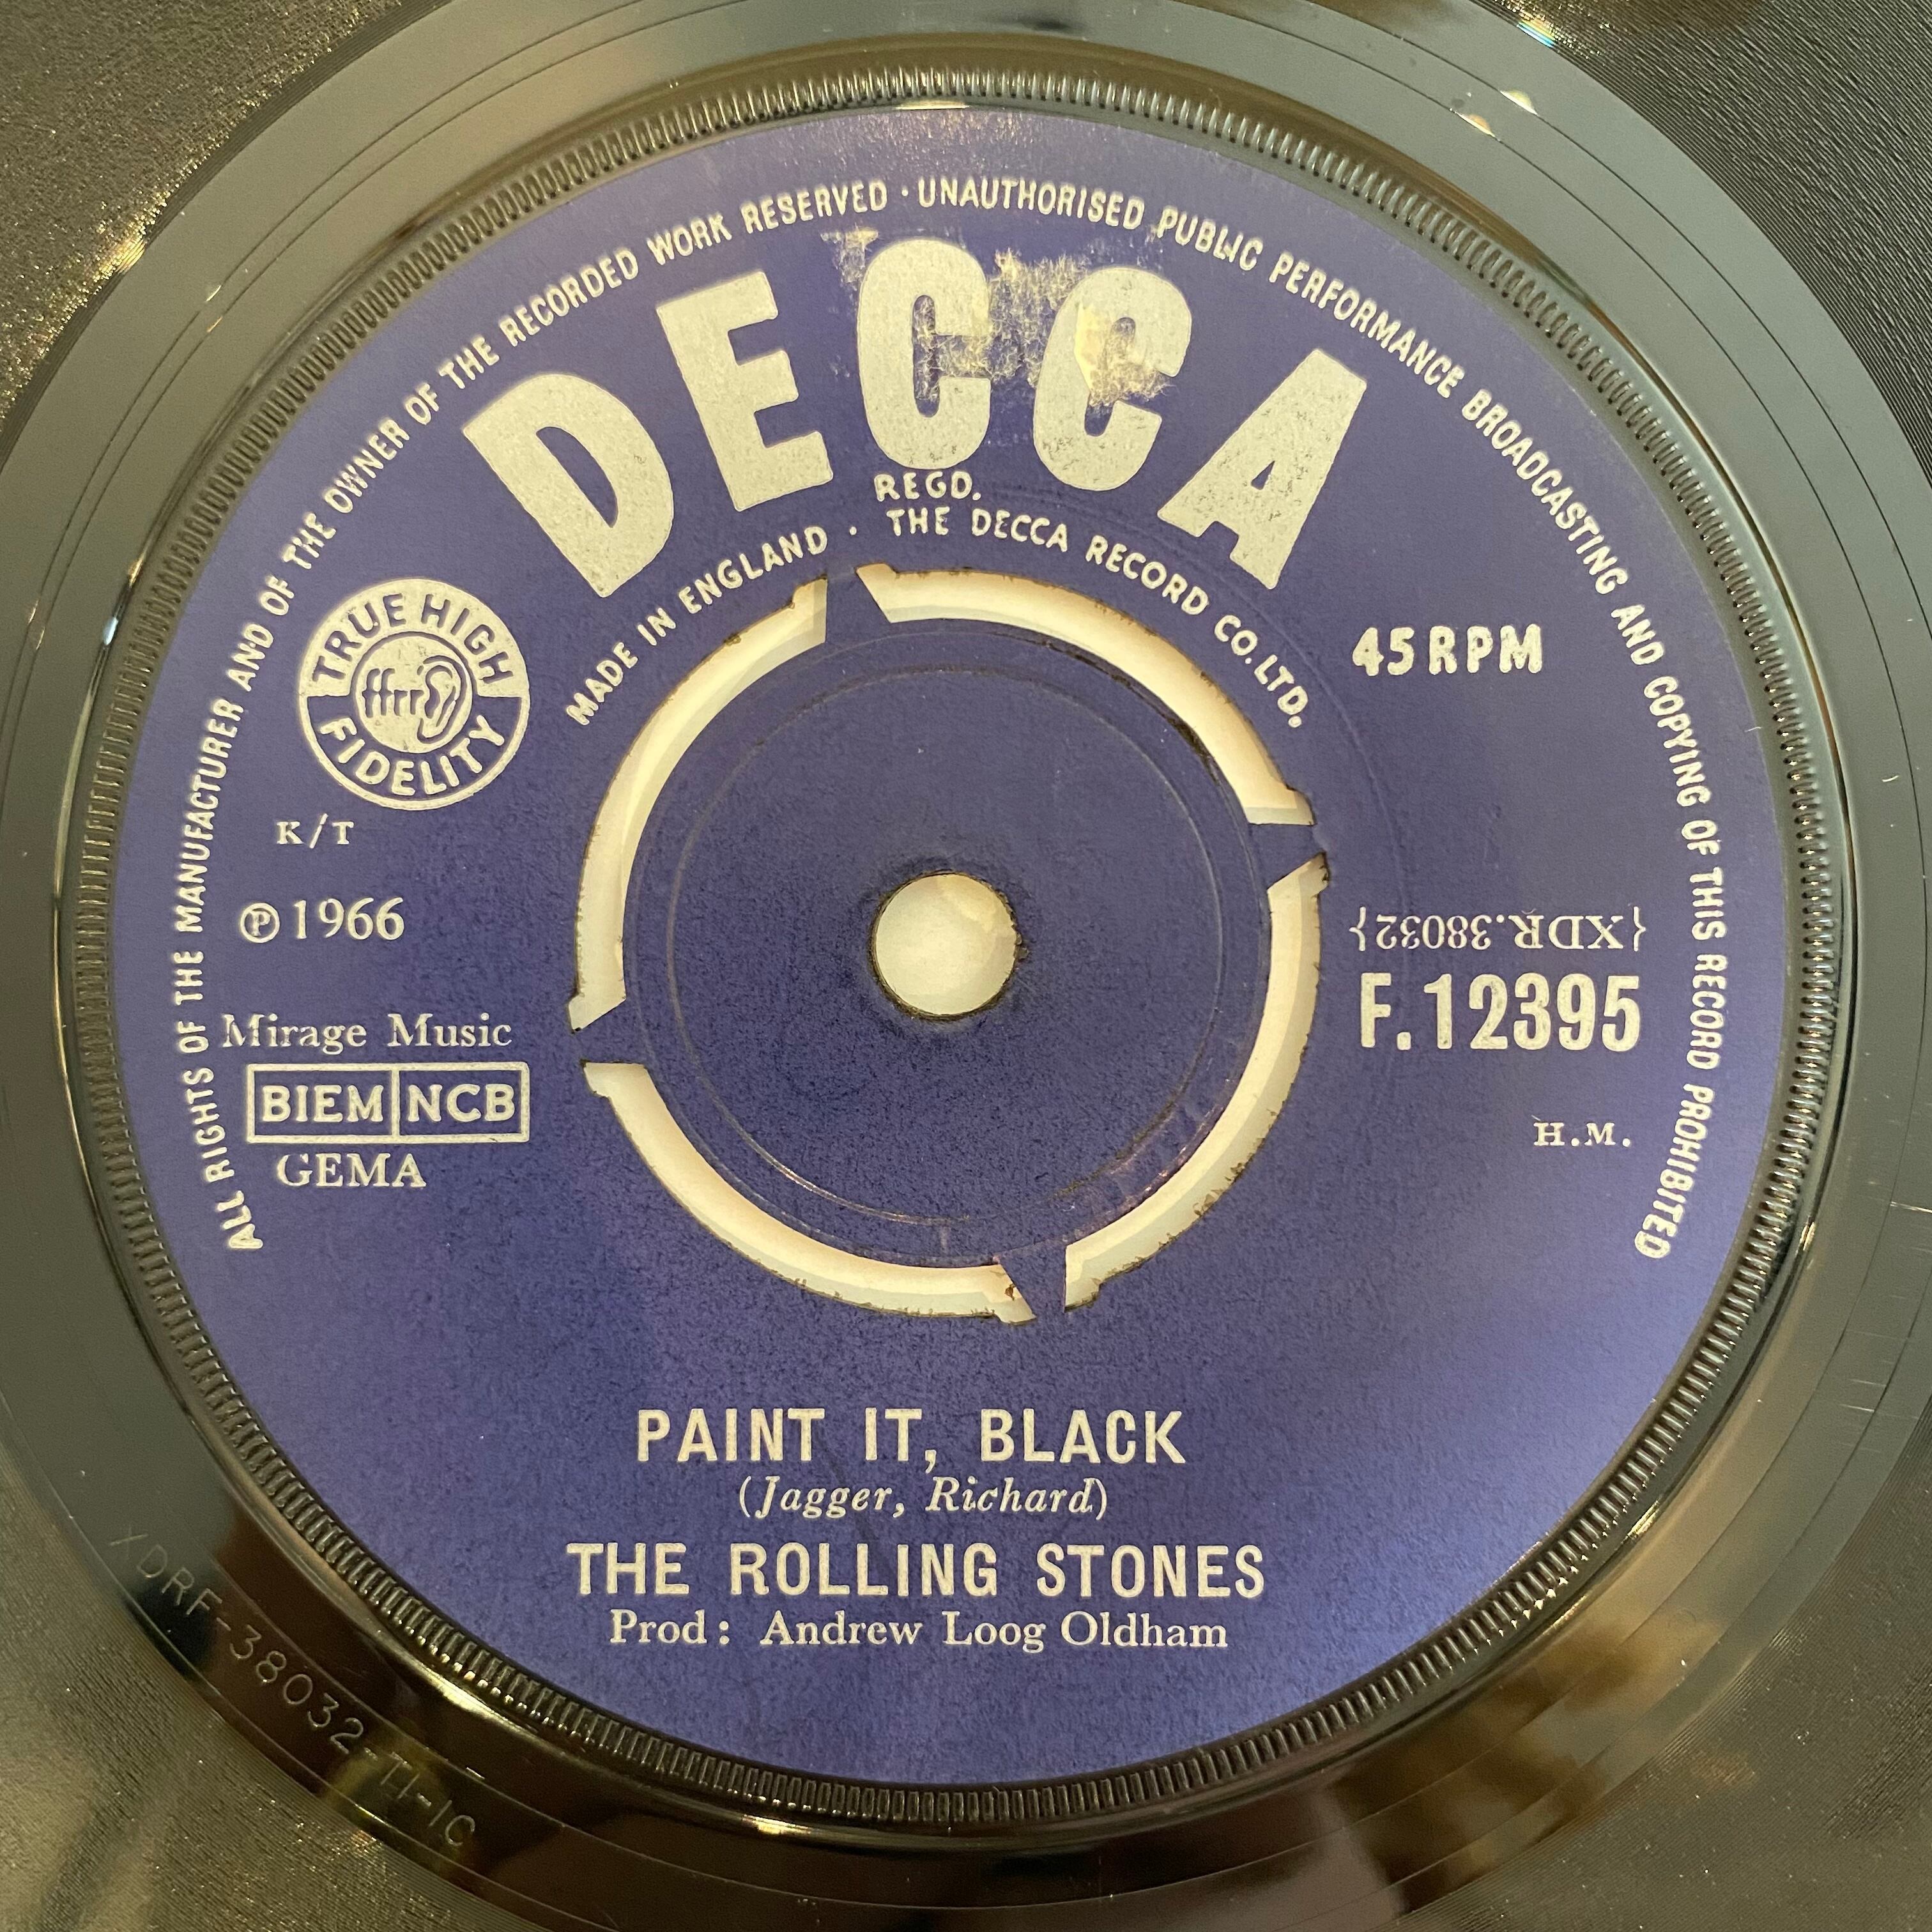 ALL RIGHTS OF THE MANUFACTURER AND OF THE OWNER OF THE RECORDED WORK RESERVED · UNAUTHORISED PUBLIC PERFORMANCE BROADCASTING AND COPYING OF THIS RECORD PROHIBITED
DECCA
REGD.
MADE IN ENGLAND · THE DECCA RECORD CO. LTD.
TRUE HIGH
ffrr
FIDELITY
45 RPM
K/T
℗ 1966
{XDR.38032}
F.12395
Mirage Music
BIEM NCB
GEMA
H.M.
PAINT IT, BLACK
(Jagger, Richard)
THE ROLLING STONES
Prod: Andrew Loog Oldham
XDRF-38032-T1-1C